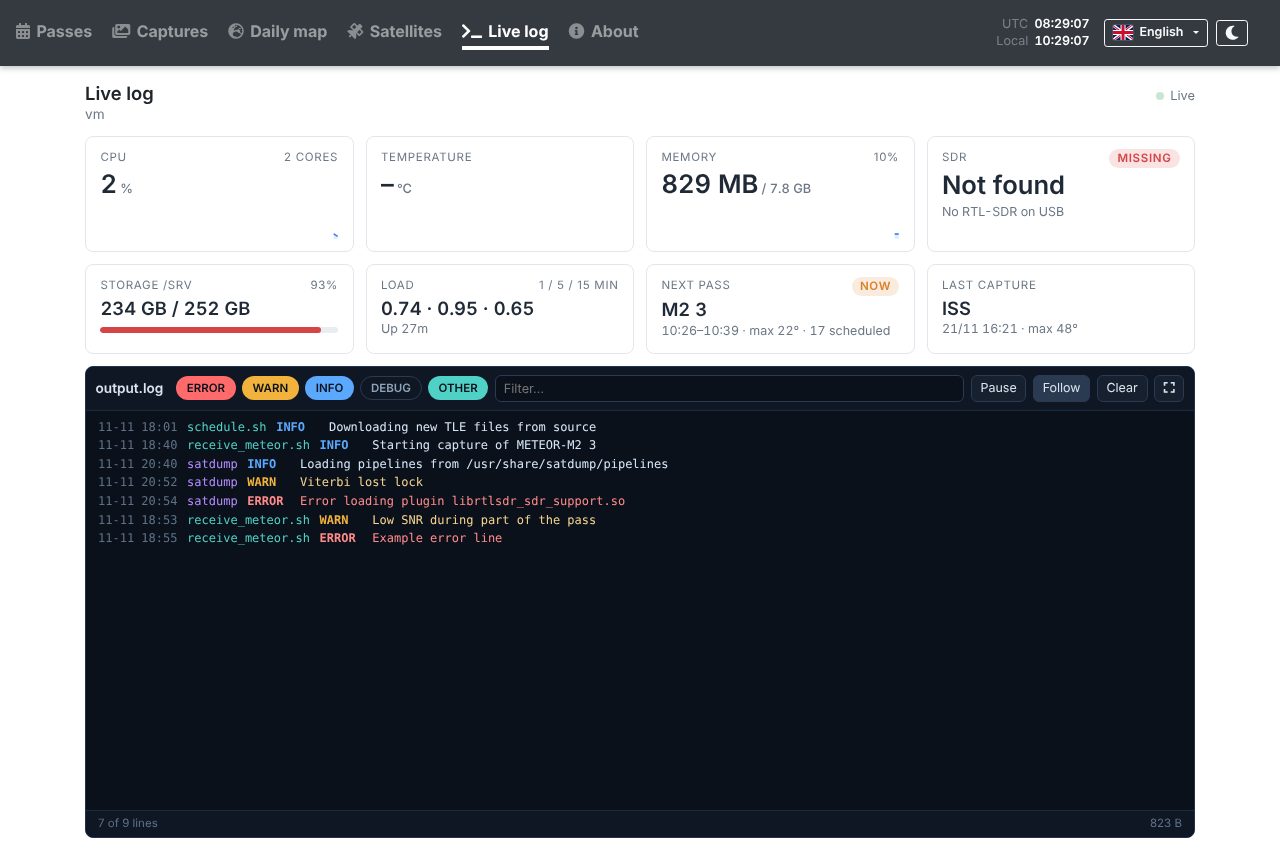 Passes Captures Daily map Satellites Live log About UTC 08:29:07 Local 10:29:07 English
Live log Live
vm
CPU 2 CORES
2 %
TEMPERATURE
– °C
MEMORY 10%
829 MB / 7.8 GB
SDR MISSING
Not found
No RTL-SDR on USB
STORAGE /SRV 93%
234 GB / 252 GB
LOAD 1 / 5 / 15 MIN
0.74 · 0.95 · 0.65
Up 27m
NEXT PASS NOW
M2 3
10:26–10:39 · max 22° · 17 scheduled
LAST CAPTURE
ISS
21/11 16:21 · max 48°
output.log ERROR WARN INFO DEBUG OTHER Filter... Pause Follow Clear
11-11 18:01 schedule.sh INFO Downloading new TLE files from source
11-11 18:40 receive_meteor.sh INFO Starting capture of METEOR-M2 3
11-11 20:40 satdump INFO Loading pipelines from /usr/share/satdump/pipelines
11-11 20:52 satdump WARN Viterbi lost lock
11-11 20:54 satdump ERROR Error loading plugin librtlsdr_sdr_support.so
11-11 18:53 receive_meteor.sh WARN Low SNR during part of the pass
11-11 18:55 receive_meteor.sh ERROR Example error line
7 of 9 lines 823 B